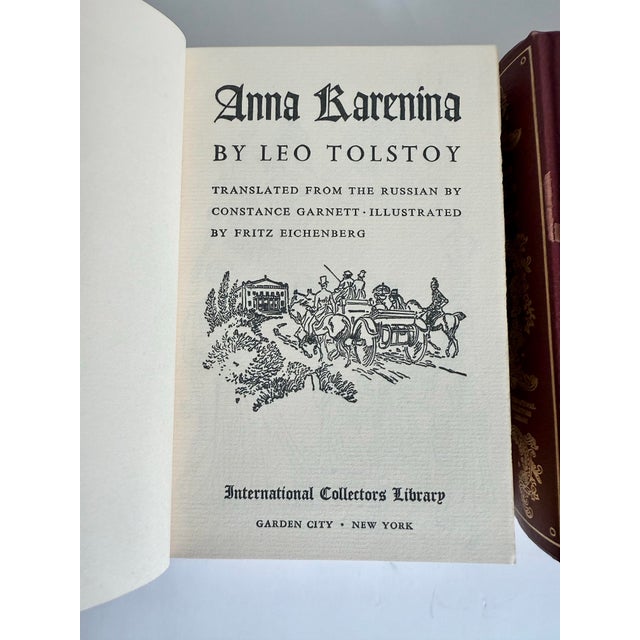 Anna Karenina
BY LEO TOLSTOY
TRANSLATED FROM THE RUSSIAN BY
CONSTANCE GARNETT · ILLUSTRATED
BY FRITZ EICHENBERG
International Collectors Library
GARDEN CITY · NEW YORK